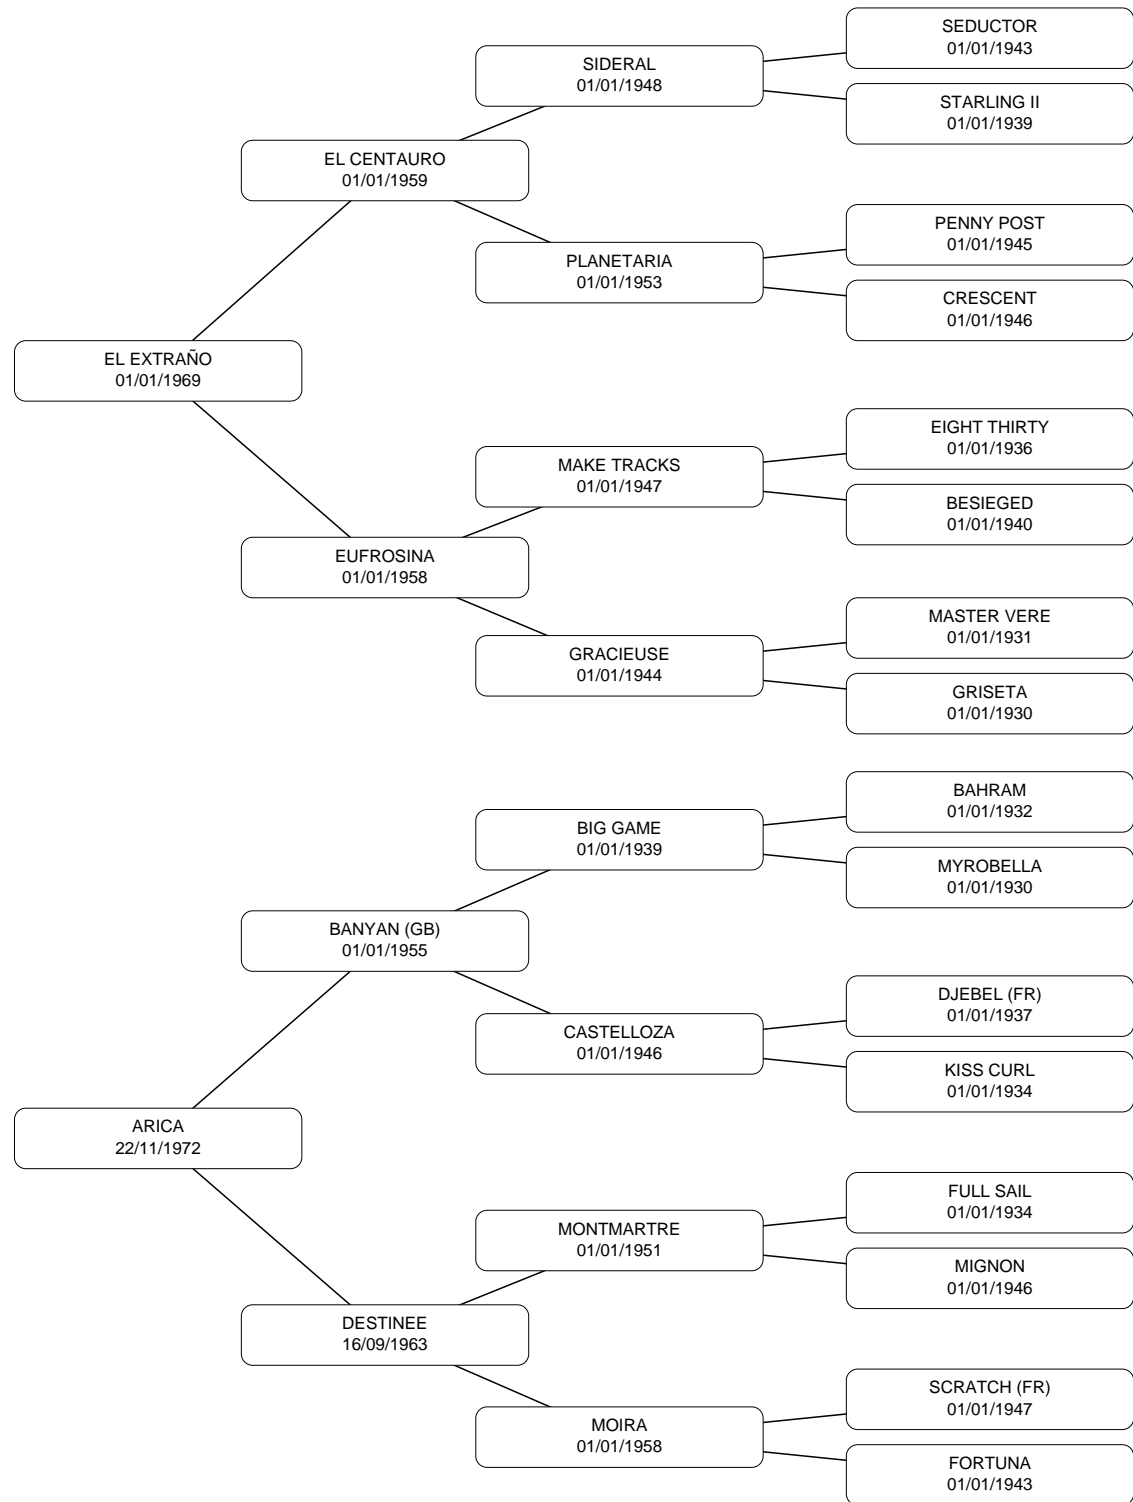 SEDUCTOR
01/01/1943
SIDERAL
01/01/1948
STARLING II
01/01/1939
EL CENTAURO
01/01/1959
PENNY POST
01/01/1945
PLANETARIA
01/01/1953
CRESCENT
01/01/1946
EL EXTRAÑO
01/01/1969
EIGHT THIRTY
01/01/1936
MAKE TRACKS
01/01/1947
BESIEGED
01/01/1940
EUFROSINA
01/01/1958
MASTER VERE
01/01/1931
GRACIEUSE
01/01/1944
GRISETA
01/01/1930
BAHRAM
01/01/1932
BIG GAME
01/01/1939
MYROBELLA
01/01/1930
BANYAN (GB)
01/01/1955
DJEBEL (FR)
01/01/1937
CASTELLOZA
01/01/1946
KISS CURL
01/01/1934
ARICA
22/11/1972
FULL SAIL
01/01/1934
MONTMARTRE
01/01/1951
MIGNON
01/01/1946
DESTINEE
16/09/1963
SCRATCH (FR)
01/01/1947
MOIRA
01/01/1958
FORTUNA
01/01/1943